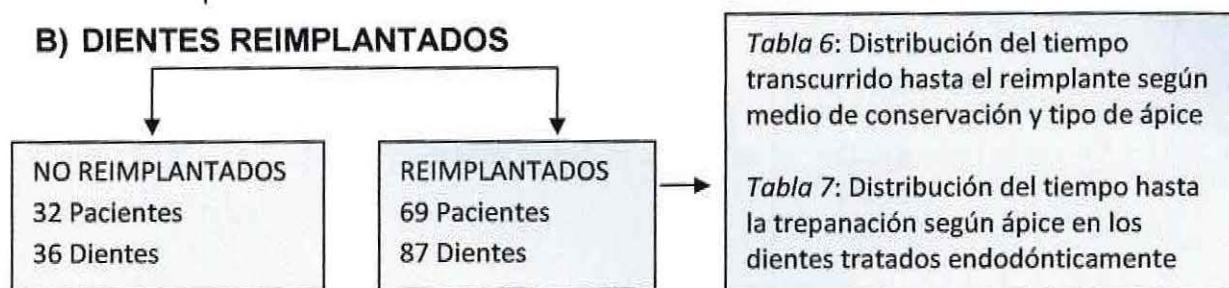 B) DIENTES REIMPLANTADOS
NO REIMPLANTADOS
32 Pacientes
36 Dientes
REIMPLANTADOS
69 Pacientes
87 Dientes
Tabla 6: Distribución del tiempo
transcurrido hasta el reimplante según
medio de conservación y tipo de ápice
Tabla 7: Distribución del tiempo hasta
la trepanación según ápice en los
dientes tratados endodónticamente